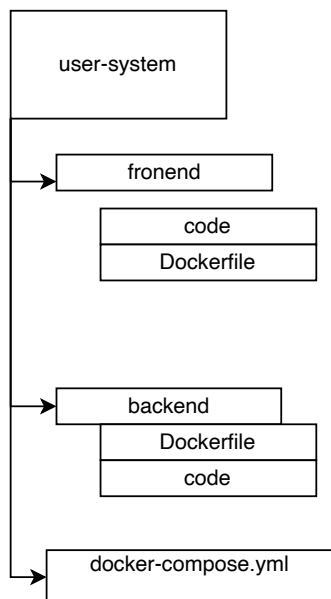 user-system
fronend
code
Dockerfile
backend
Dockerfile
code
docker-compose.yml